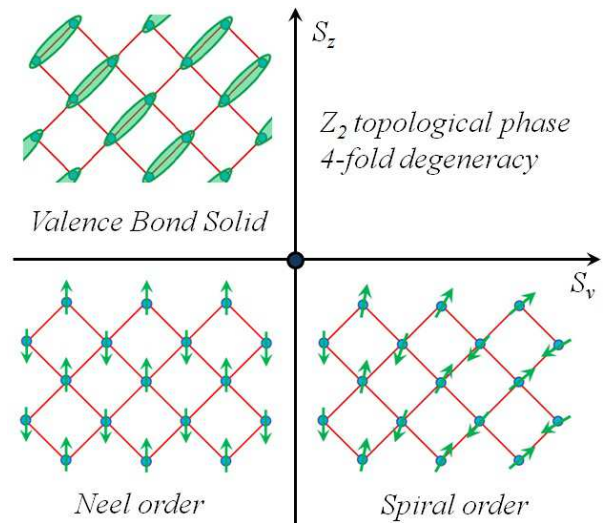 S_z
Z_2 topological phase
4-fold degeneracy
Valence Bond Solid
S_v
Neel order
Spiral order